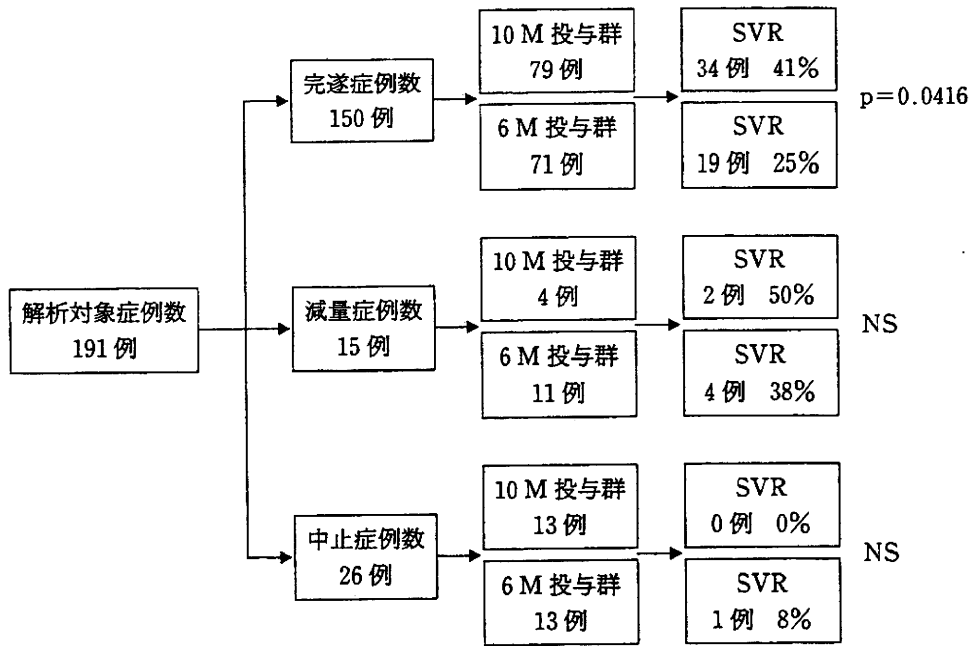 解析対象症例数
191 例
完遂症例数
150 例
10 M 投与群
79 例
6 M 投与群
71 例
SVR
34 例 41%
SVR
19 例 25%
p=0.0416
減量症例数
15 例
10 M 投与群
4 例
6 M 投与群
11 例
SVR
2 例 50%
SVR
4 例 38%
NS
中止症例数
26 例
10 M 投与群
13 例
6 M 投与群
13 例
SVR
0 例 0%
SVR
1 例 8%
NS